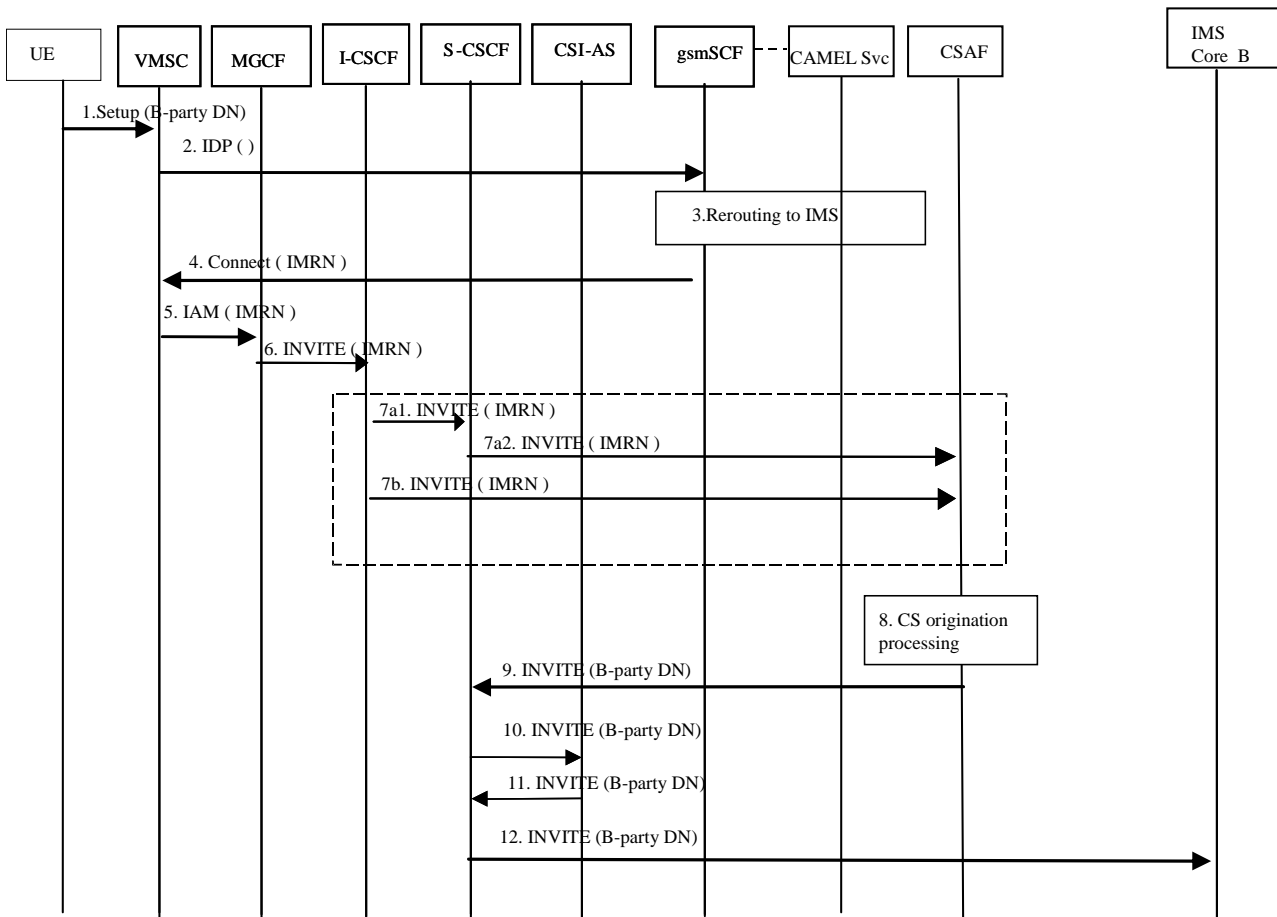 UE
VMSC
MGCF
I-CSCF
S-CSCF
CSI-AS
gsmSCF
CAMEL Svc
CSAF
IMS
Core B
1.Setup (B-party DN)
2. IDP ( )
3.Rerouting to IMS
4. Connect ( IMRN )
5. IAM ( IMRN )
6. INVITE ( IMRN )
7a1. INVITE ( IMRN )
7a2. INVITE ( IMRN )
7b. INVITE ( IMRN )
8. CS origination
processing
9. INVITE (B-party DN)
10. INVITE (B-party DN)
11. INVITE (B-party DN)
12. INVITE (B-party DN)